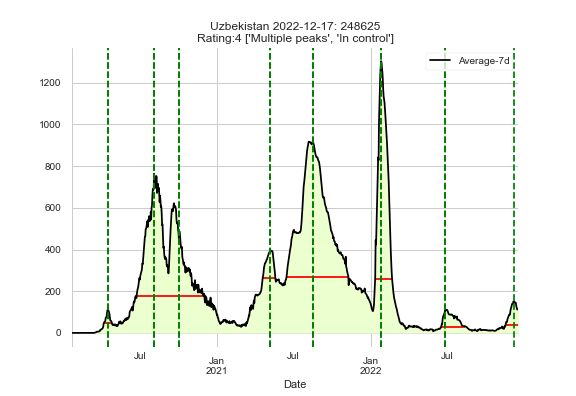 Uzbekistan 2022-12-17: 248625
Rating:4 ['Multiple peaks', 'In control']
Average-7d
1200
1000
800
600
400
200
0
Jul
Jan
2021
Jul
Jan
2022
Jul
Date